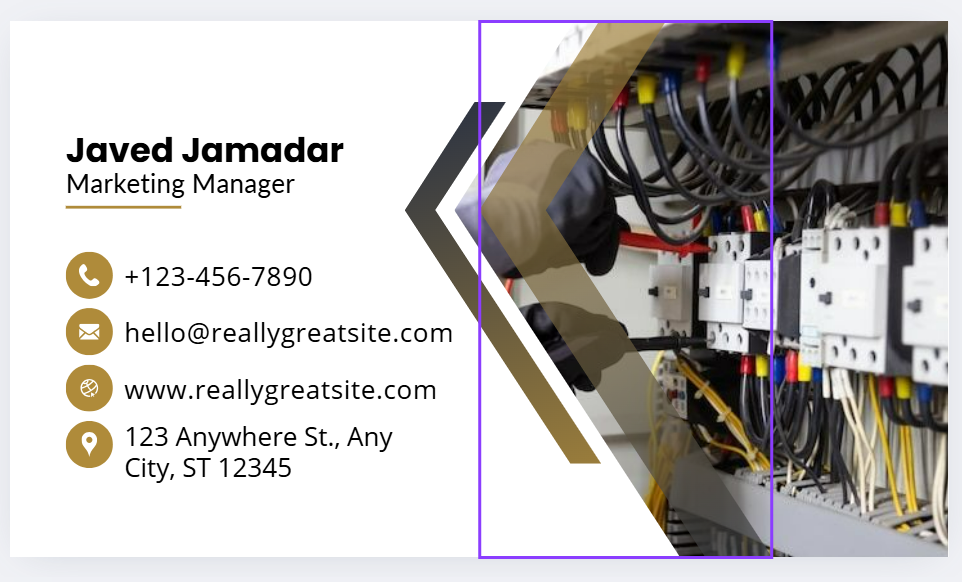 Javed Jamadar
Marketing Manager
+123-456-7890
hello@reallygreatsite.com
www.reallygreatsite.com
123 Anywhere St., Any
City, ST 12345